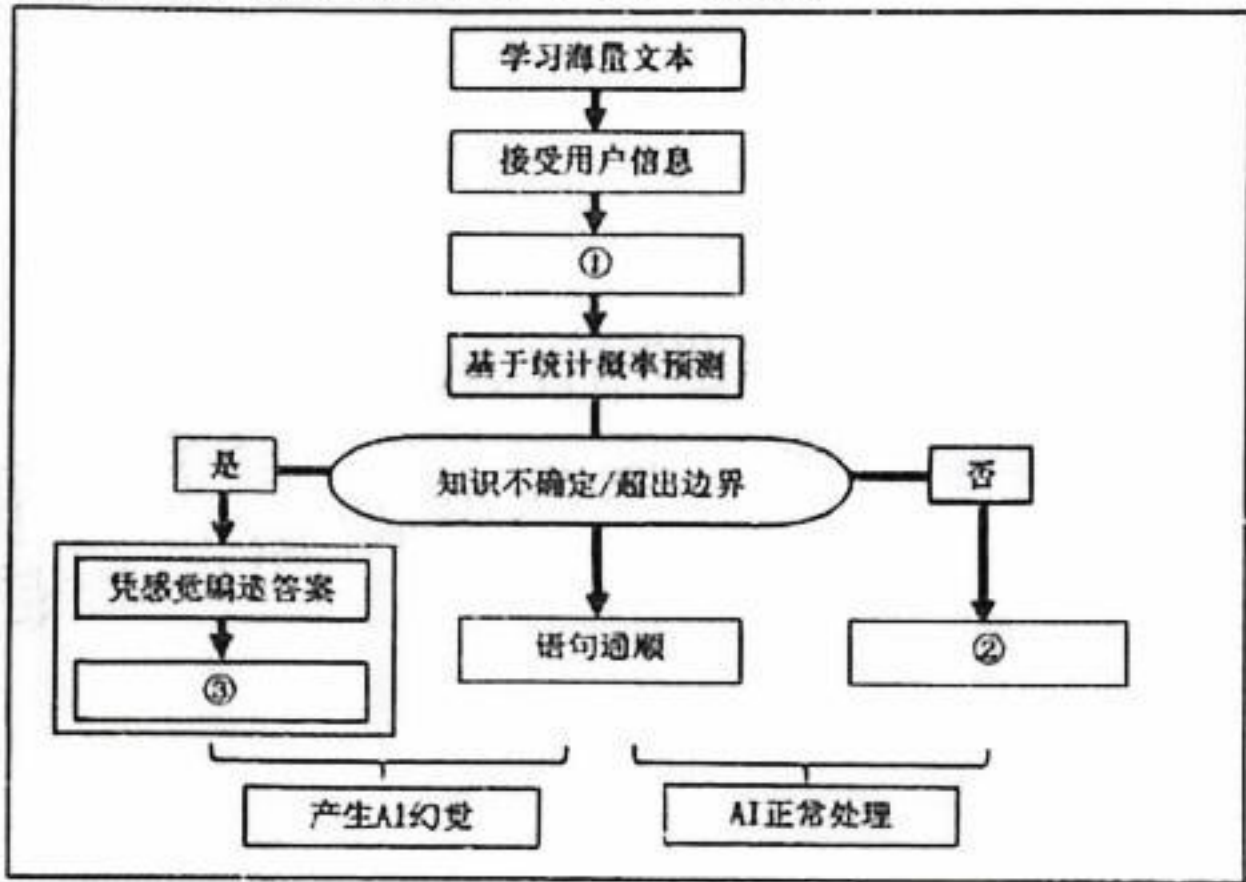 学习海量文本
接受用户信息
①
基于统计概率预测
是
知识不确定/超出边界
否
凭感觉编造答案
③
语句通顺
②
产生AI幻觉
AI正常处理